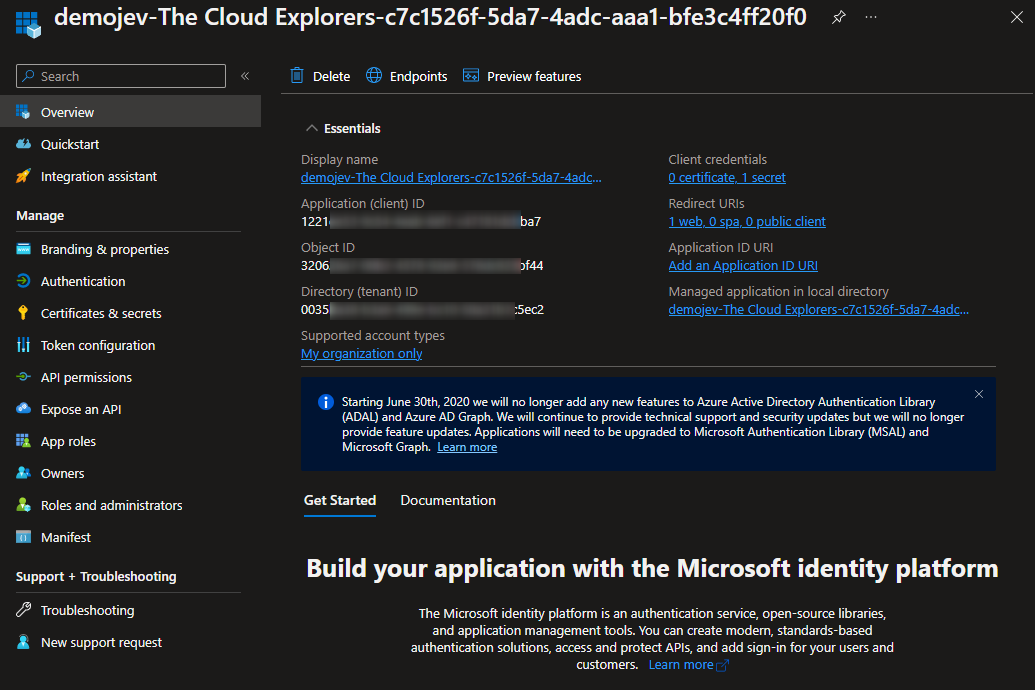 demojev-The Cloud Explorers-c7c1526f-5da7-4adc-aaa1-bfe3c4ff20f0
Search
Overview
Quickstart
Integration assistant
Manage
Branding & properties
Authentication
Certificates & secrets
Token configuration
API permissions
Expose an API
App roles
Owners
Roles and administrators
Manifest
Support + Troubleshooting
Troubleshooting
New support request
Delete
Endpoints
Preview features
Essentials
Display name
demojev-The Cloud Explorers-c7c1526f-5da7-4adc...
Application (client) ID
1221 ba7
Object ID
3206 bf44
Directory (tenant) ID
0035 c5ec2
Supported account types
My organization only
Client credentials
0 certificate, 1 secret
Redirect URIs
1 web, 0 spa, 0 public client
Application ID URI
Add an Application ID URI
Managed application in local directory
demojev-The Cloud Explorers-c7c1526f-5da7-4adc...
Starting June 30th, 2020 we will no longer add any new features to Azure Active Directory Authentication Library
(ADAL) and Azure AD Graph. We will continue to provide technical support and security updates but we will no longer
provide feature updates. Applications will need to be upgraded to Microsoft Authentication Library (MSAL) and
Microsoft Graph. Learn more
Get Started
Documentation
Build your application with the Microsoft identity platform
The Microsoft identity platform is an authentication service, open-source libraries,
and application management tools. You can create modern, standards-based
authentication solutions, access and protect APIs, and add sign-in for your users and
customers. Learn more